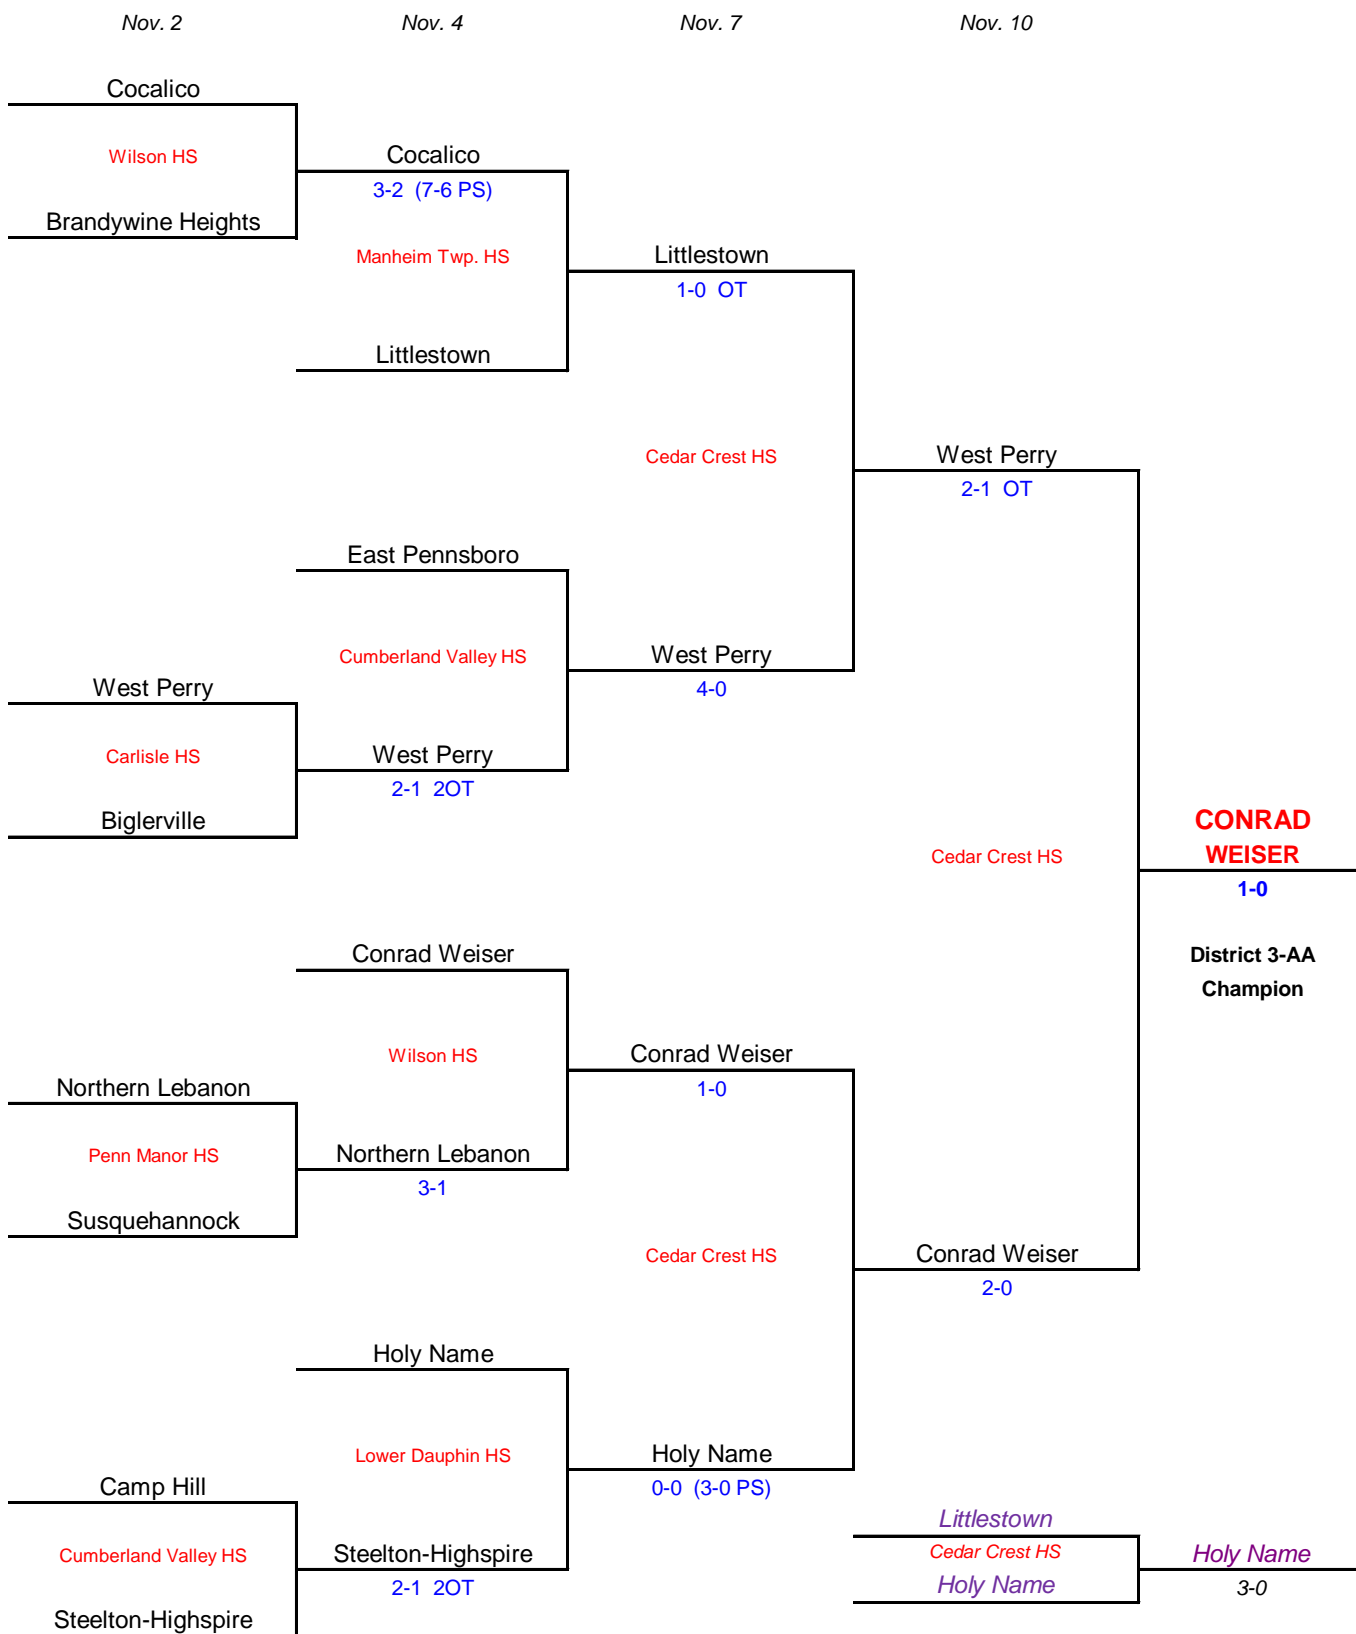 Nov. 2 Nov. 4 Nov. 7 Nov. 10
Cocalico
Wilson HS Cocalico
3-2 (7-6 PS)
Brandywine Heights
Manheim Twp. HS Littlestown
1-0 OT
Littlestown
Cedar Crest HS West Perry
2-1 OT
East Pennsboro
Cumberland Valley HS West Perry
West Perry 4-0
Carlisle HS West Perry
2-1 2OT
Biglerville CONRAD
Cedar Crest HS WEISER
1-0
Conrad Weiser District 3-AA
Champion
Wilson HS Conrad Weiser
Northern Lebanon 1-0
Penn Manor HS Northern Lebanon
3-1
Susquehannock
Cedar Crest HS Conrad Weiser
2-0
Holy Name
Lower Dauphin HS Holy Name
Camp Hill 0-0 (3-0 PS)
Littlestown
Cumberland Valley HS Steelton-Highspire Cedar Crest HS Holy Name
2-1 2OT Holy Name 3-0
Steelton-Highspire